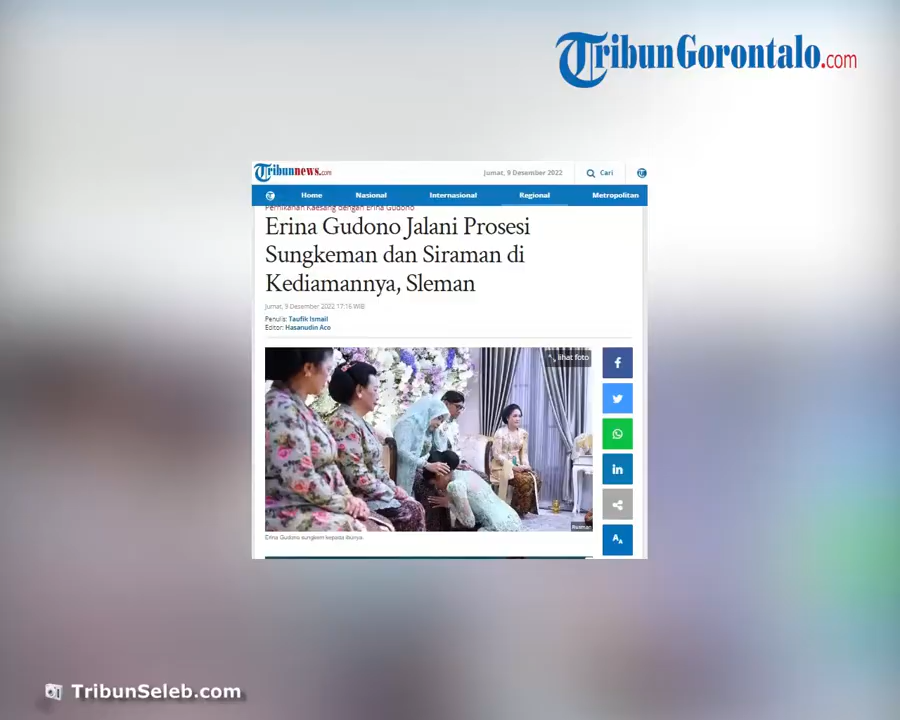 TribunGorontalo.com
Tribunnews.com
Jumat, 9 Desember 2022
Cari
Home Nasional Internasional Regional Metropolitan
Pernikahan Kaesang dengan Erina Gudono
Erina Gudono Jalani Prosesi
Sungkeman dan Siraman di
Kediamannya, Sleman
Jumat, 9 Desember 2022 17:16 WIB
Penulis: Taufik Ismail
Editor: Hasanudin Aco
lihat foto
Rusman
Erina Gudono sungkem kepada ibunya.
TribunSeleb.com